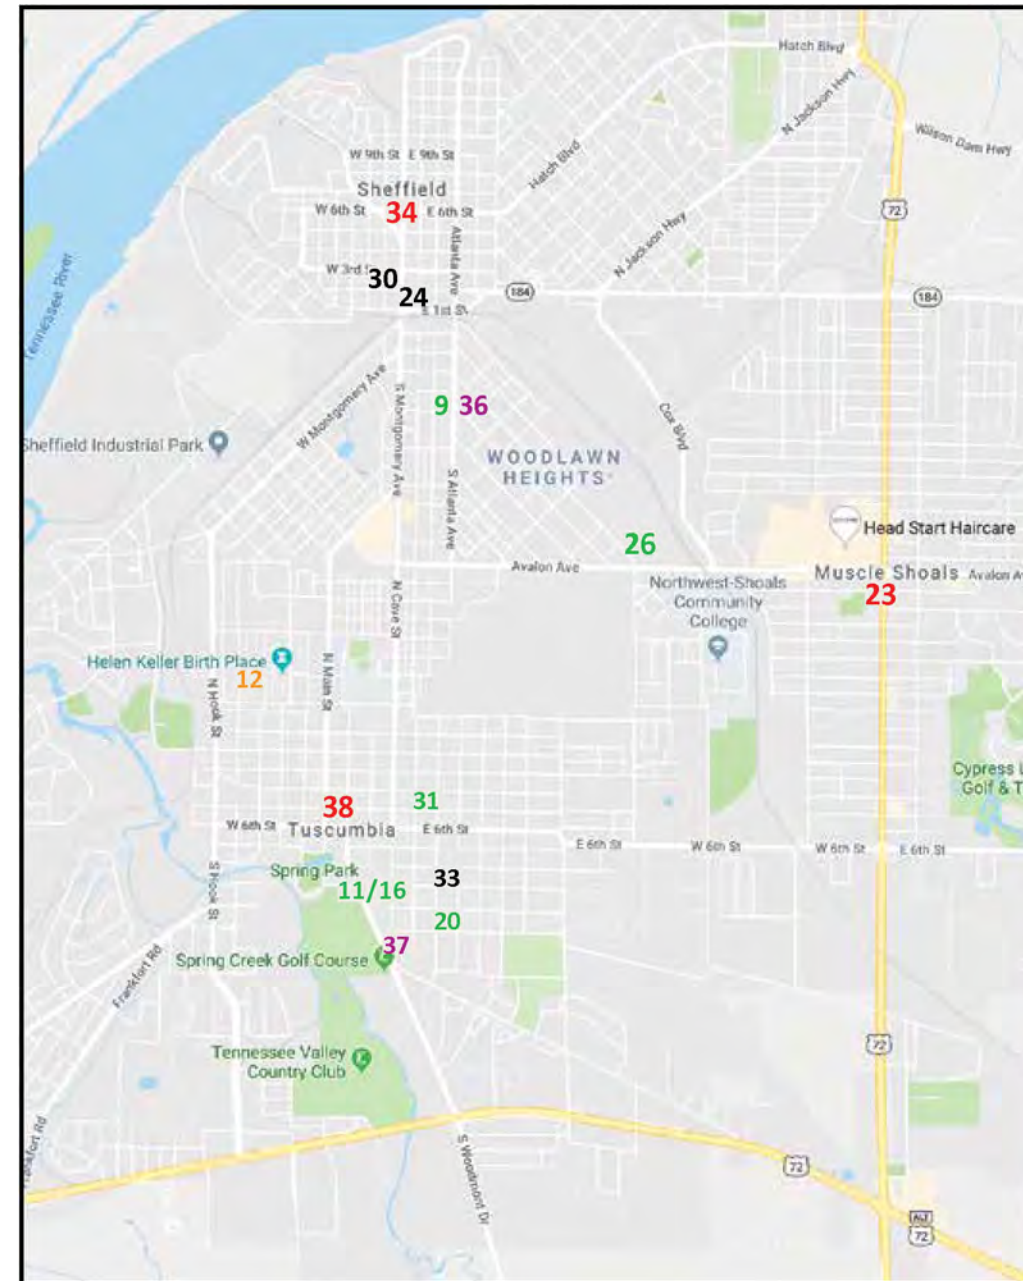 Hatch Blvd
N Jackson Hwy
Wilson Dam Hwy
W 9th St E 9th St
Hatch Blvd
Sheffield
W 6th St
34
E 6th St
72
N Jackson Hwy
Atlanta Ave
Tennessee River
W 3rd
30
24
184
184
E 1st St
W Montgomery Ave
S Montgomery Ave
9
36
Cox Blvd
Sheffield Industrial Park
WOODLAWN
HEIGHTS
S Atlanta Ave
Head Start Haircare
26
Avalon Ave
Muscle Shoals
Avalon A
23
Northwest-Shoals
Community
College
N Cave St
Helen Keller Birth Place
12
N Main St
N Hook St
Cypress L
Golf & T
38
31
W 6th St
Tuscumbia
E 6th St
E 6th St
W 6th St
W 6th St
E 6th St
Spring Park
11/16
33
S Hook St
20
37
Spring Creek Golf Course
Frankfort Rd
Tennessee Valley
Country Club
72
Frankfort Rd
S Woodmont Dr
72
ALT
72